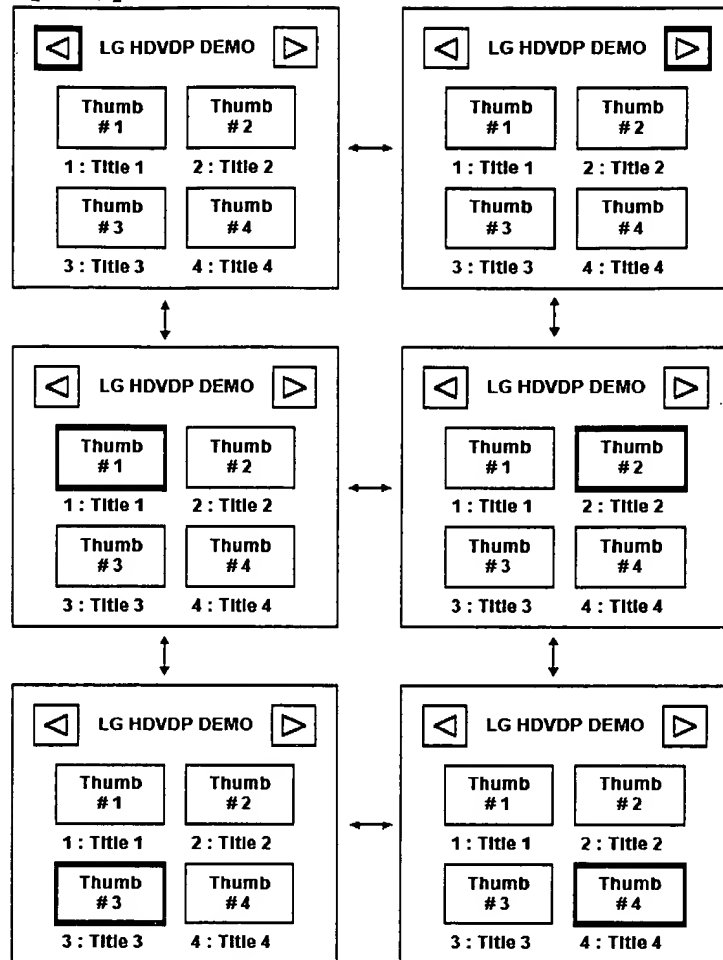 LG HDVDP DEMO
Thumb Thumb
#1 #2
1 : Title 1 2 : Title 2
Thumb Thumb
#3 #4
3 : Title 3 4 : Title 4
LG HDVDP DEMO
Thumb Thumb
#1 #2
1 : Title 1 2 : Title 2
Thumb Thumb
#3 #4
3 : Title 3 4 : Title 4
LG HDVDP DEMO
Thumb Thumb
#1 #2
1 : Title 1 2 : Title 2
Thumb Thumb
#3 #4
3 : Title 3 4 : Title 4
LG HDVDP DEMO
Thumb Thumb
#1 #2
1 : Title 1 2 : Title 2
Thumb Thumb
#3 #4
3 : Title 3 4 : Title 4
LG HDVDP DEMO
Thumb Thumb
#1 #2
1 : Title 1 2 : Title 2
Thumb Thumb
#3 #4
3 : Title 3 4 : Title 4
LG HDVDP DEMO
Thumb Thumb
#1 #2
1 : Title 1 2 : Title 2
Thumb Thumb
#3 #4
3 : Title 3 4 : Title 4